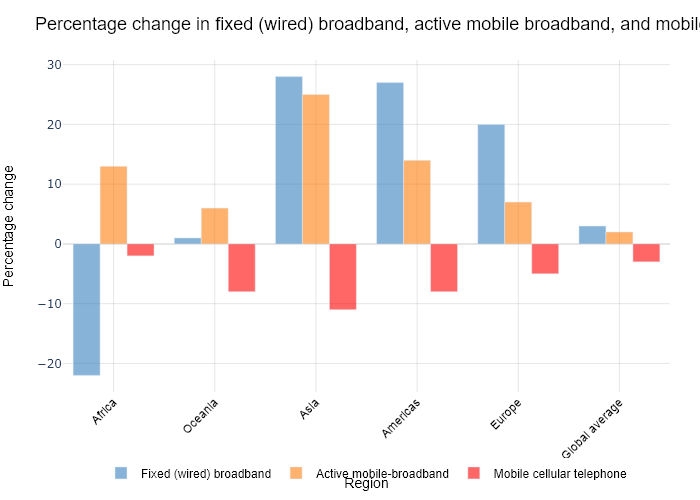 Percentage change in fixed (wired) broadband, active mobile broadband, and
30
20
10
0
−10
−20
Percentage change
Africa
Oceania
Asia
Americas
Europe
Global average
Fixed (wired) broadband
Active mobile-broadband
Mobile cellular telephone
Region